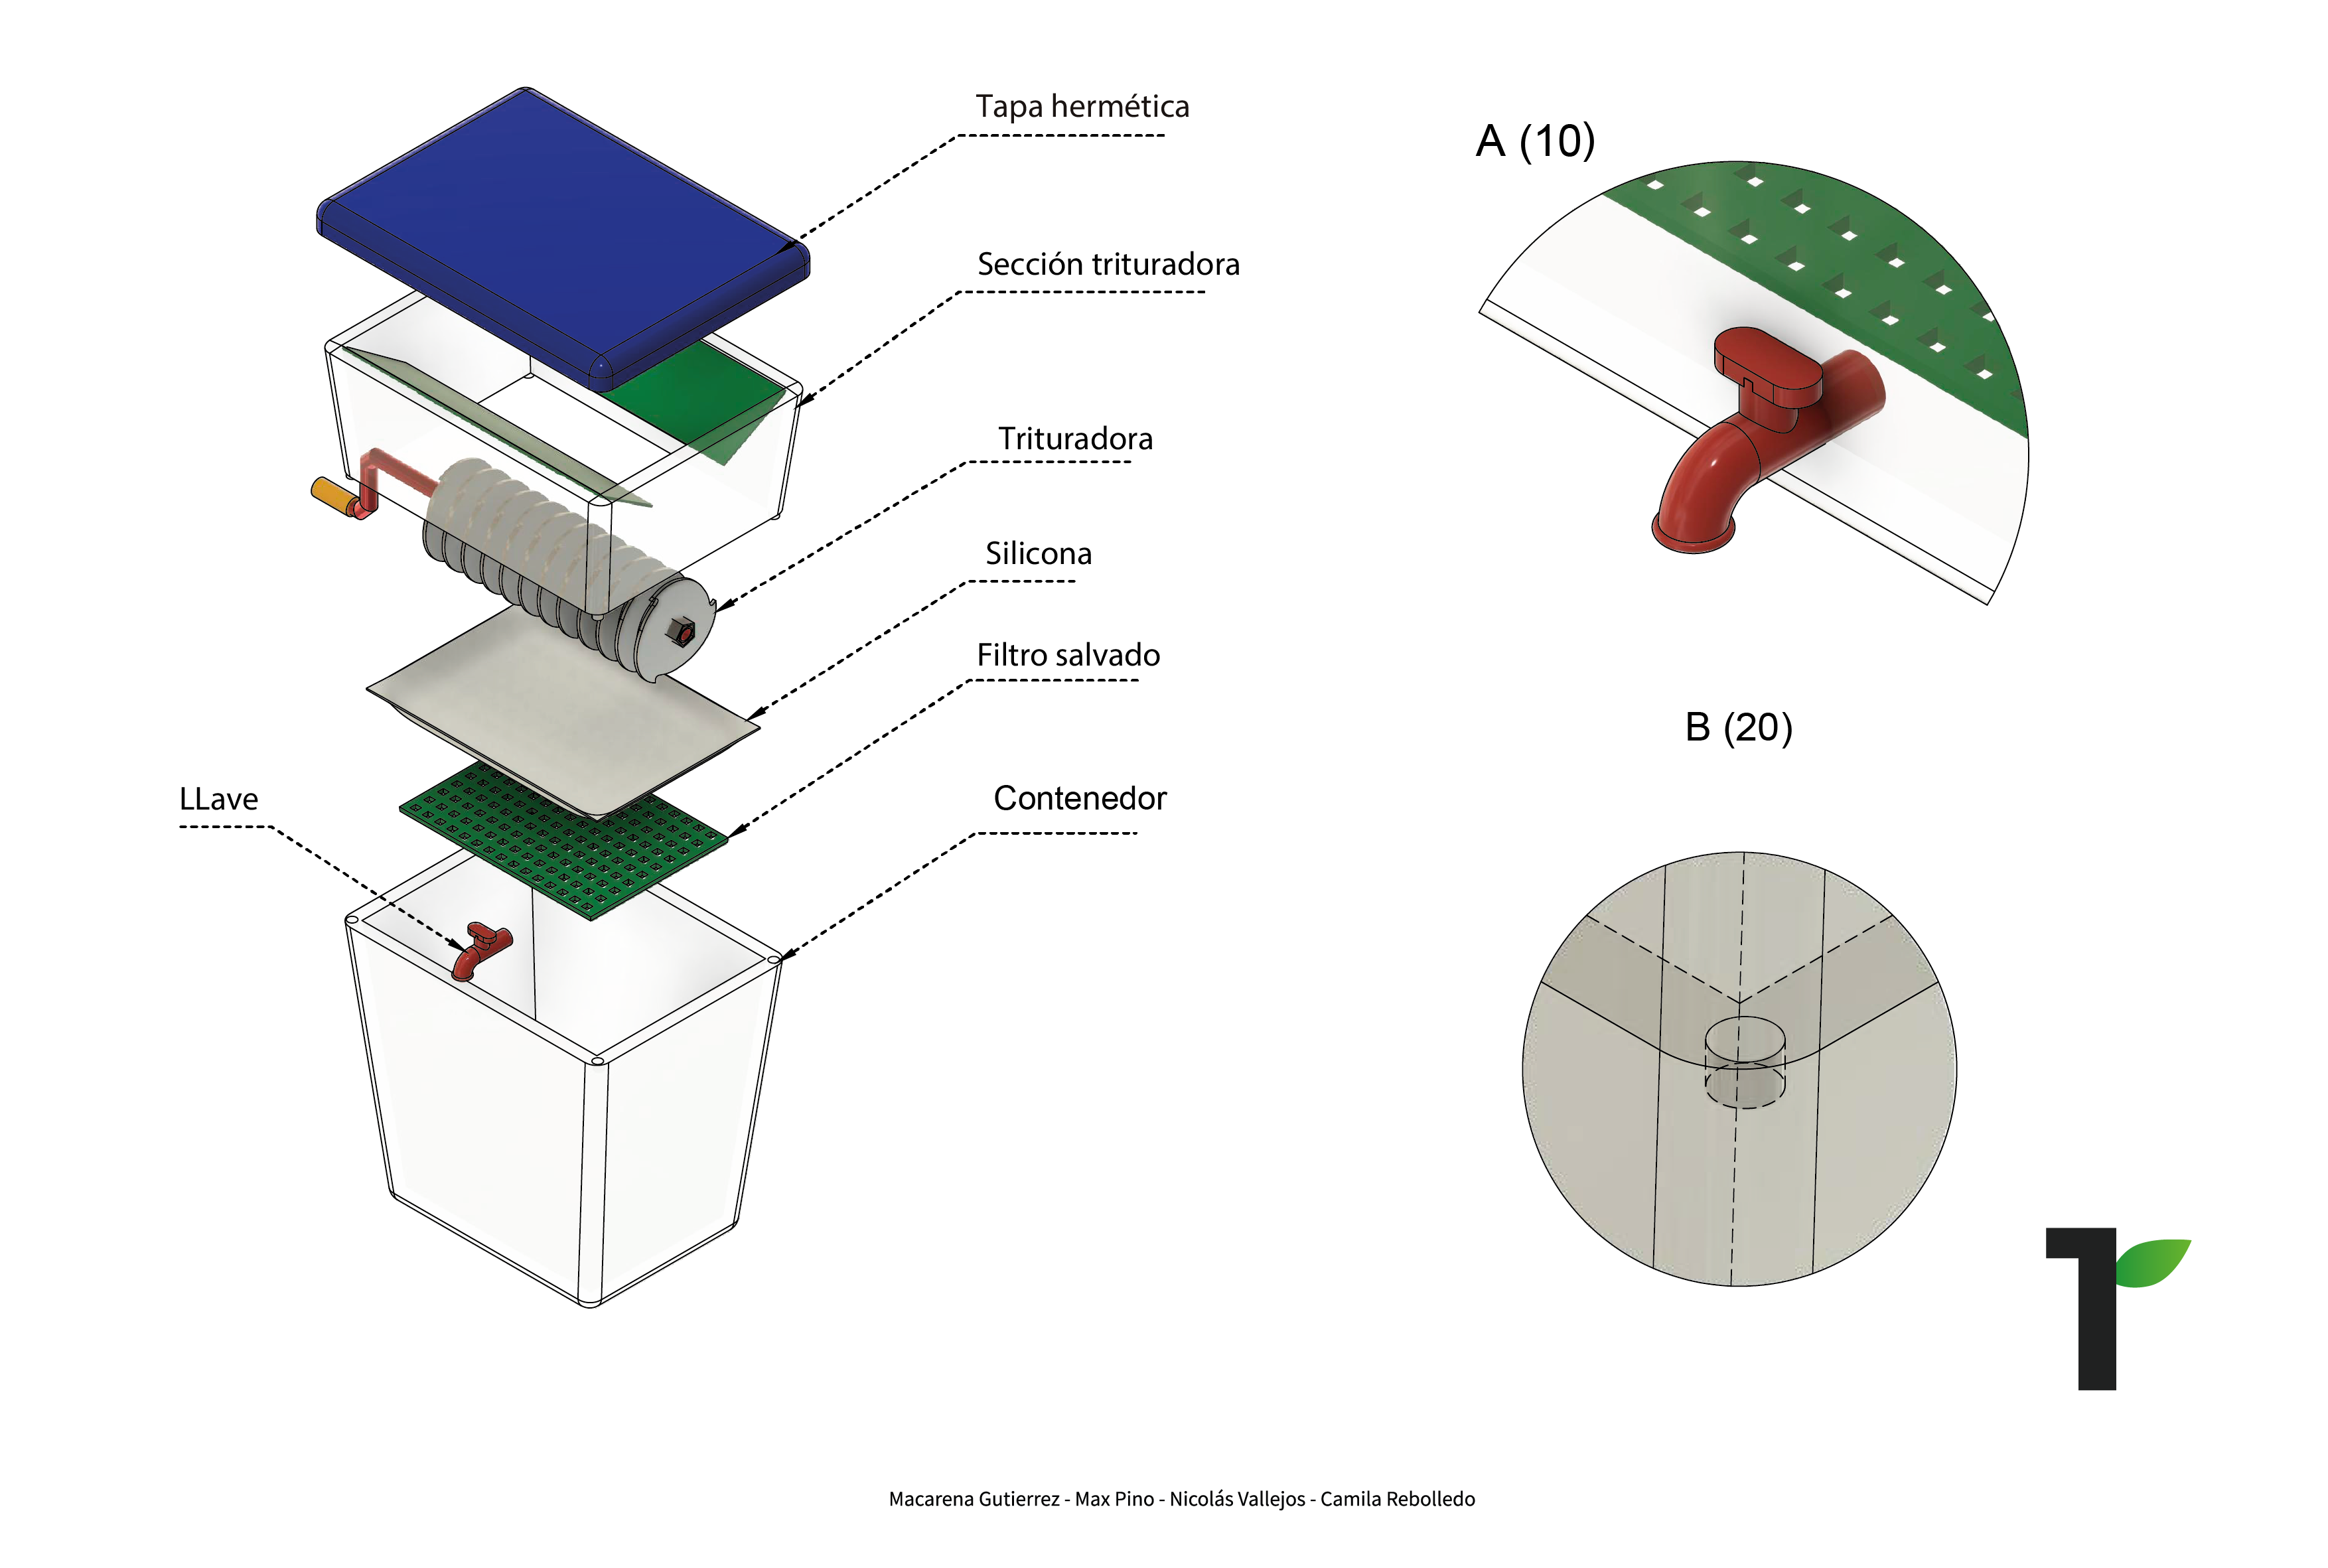 Tapa hermética
Sección trituradora
Trituradora
Silicona
Filtro salvado
LLave
Contenedor
A (10)
B (20)
Macarena Gutierrez - Max Pino - Nicolás Vallejos - Camila Rebolledo